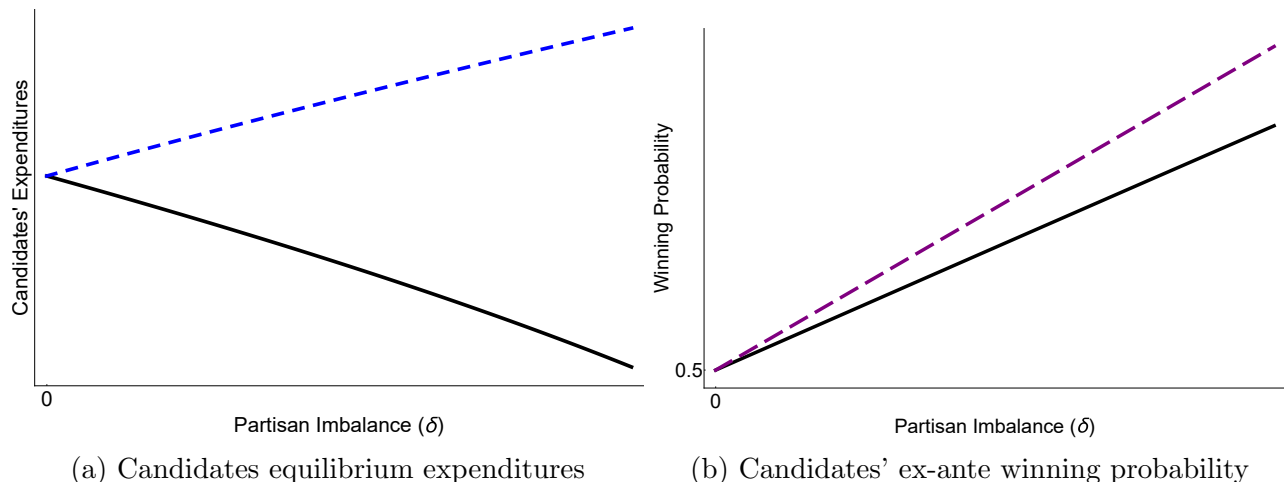 Candidates' Expenditures
0
Partisan Imbalance (δ)
(a) Candidates equilibrium expenditures
Winning Probability
0.5
0
Partisan Imbalance (δ)
(b) Candidates' ex-ante winning probability